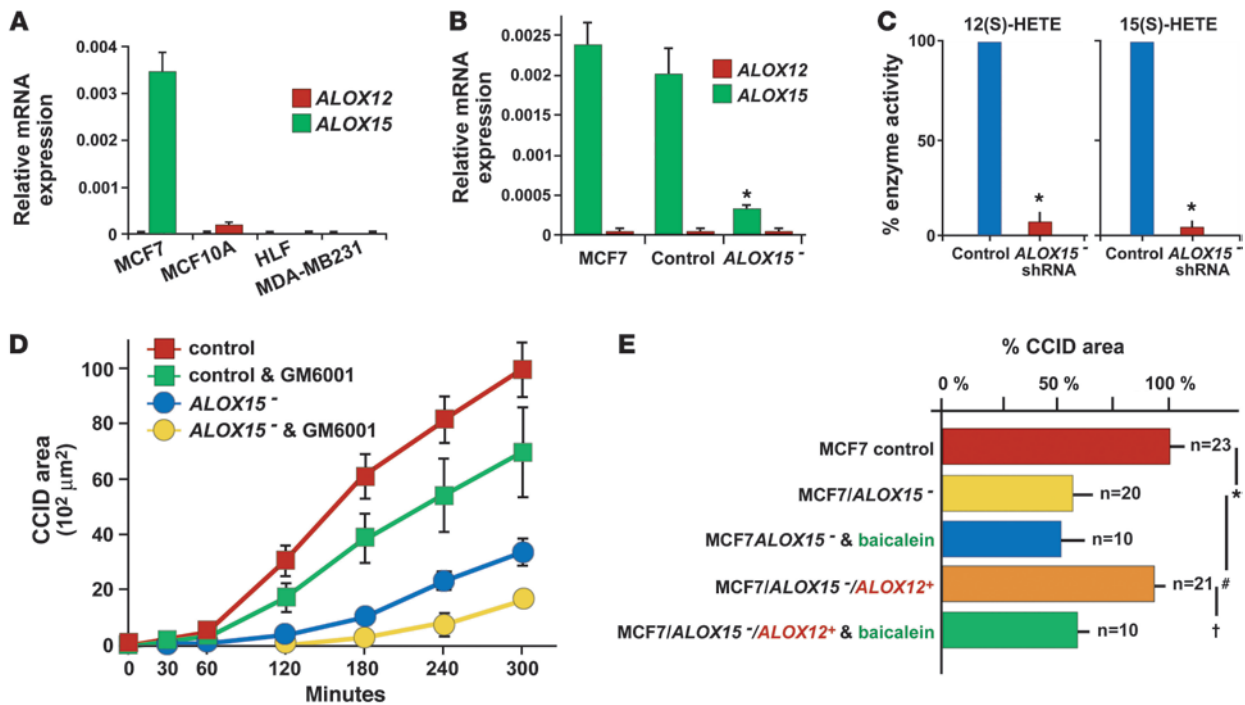 A
Relative mRNA
expression
0.004
0.003
0.002
0.001
0
ALOX12
ALOX15
MCF7
MCF10A
HLF
MDA-MB231
B
Relative mRNA
expression
0.0025
0.002
0.0015
0.001
0.0005
0
ALOX12
ALOX15
*
MCF7
Control
ALOX15 -
C
12(S)-HETE
15(S)-HETE
% enzyme activity
100
50
0
*
Control
ALOX15 -
shRNA
100
50
0
*
Control
ALOX15 -
shRNA
D
control
control & GM6001
ALOX15 -
ALOX15 - & GM6001
CCID area
(10² µm²)
100
80
60
40
20
0
0
30
60
120
180
240
300
Minutes
E
% CCID area
0 %
50 %
100 %
MCF7 control
n=23
MCF7/ALOX15 -
n=20
*
MCF7ALOX15 - & baicalein
n=10
MCF7/ALOX15 -/ALOX12+
n=21
#
MCF7/ALOX15 -/ALOX12+ & baicalein
n=10
†